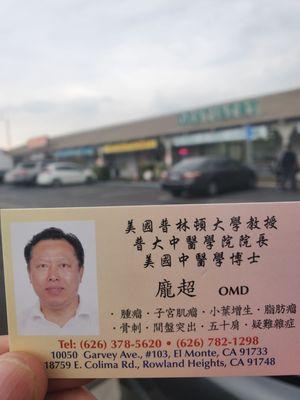 美國普林頓大學教授
普大中醫學院院長
美國中醫學博士
龐超 OMD
· 腫瘤 · 子宮肌瘤 · 小葉增生 · 脂肪瘤
· 骨刺 · 間盤突出 · 五十肩 · 疑難雜症
Tel: (626) 378-5620 • (626) 782-1298
10050 Garvey Ave., #103, El Monte, CA 91733
18759 E. Colima Rd., Rowland Heights, CA 91748